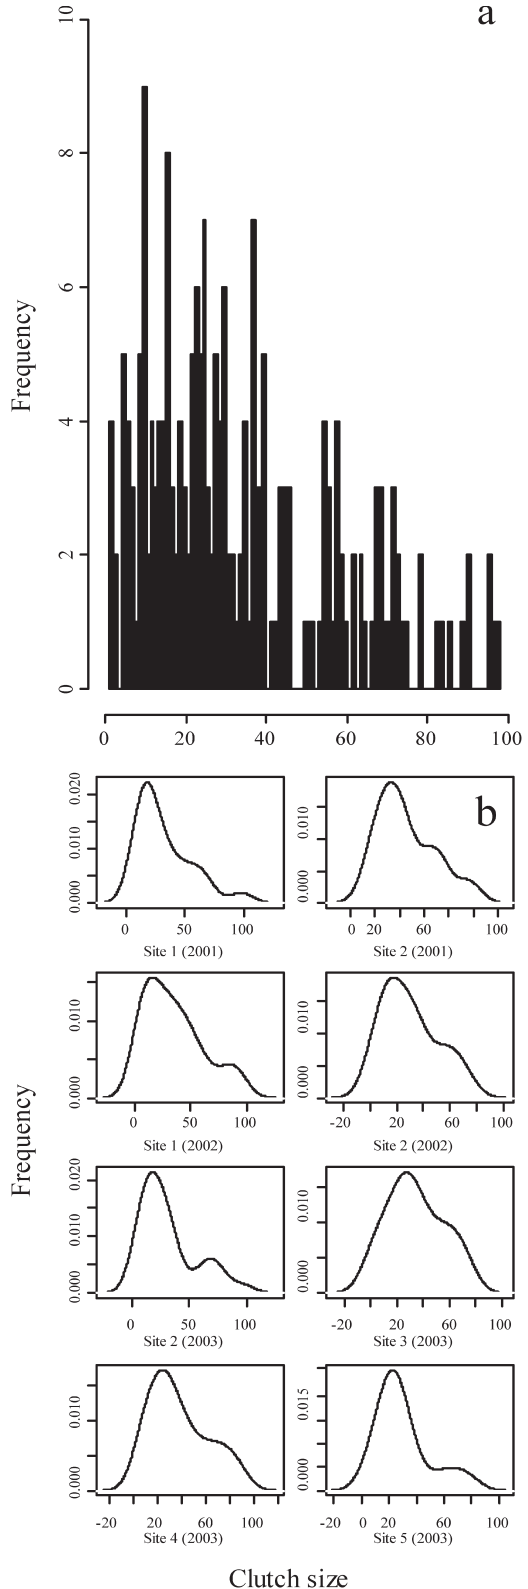 a
Frequency
10
8
6
4
2
0
0 20 40 60 80 100
b
Frequency
0.020
0.010
0.000
0 50 100
Site 1 (2001)
0.010
0.000
0 20 60 100
Site 2 (2001)
0.010
0.000
0 50 100
Site 1 (2002)
0.010
0.000
-20 20 60 100
Site 2 (2002)
0.020
0.010
0.000
0 50 100
Site 2 (2003)
0.010
0.000
-20 20 60 100
Site 3 (2003)
0.010
0.000
-20 20 60 100
Site 4 (2003)
0.015
0.000
-20 0 20 60 100
Site 5 (2003)
Clutch size